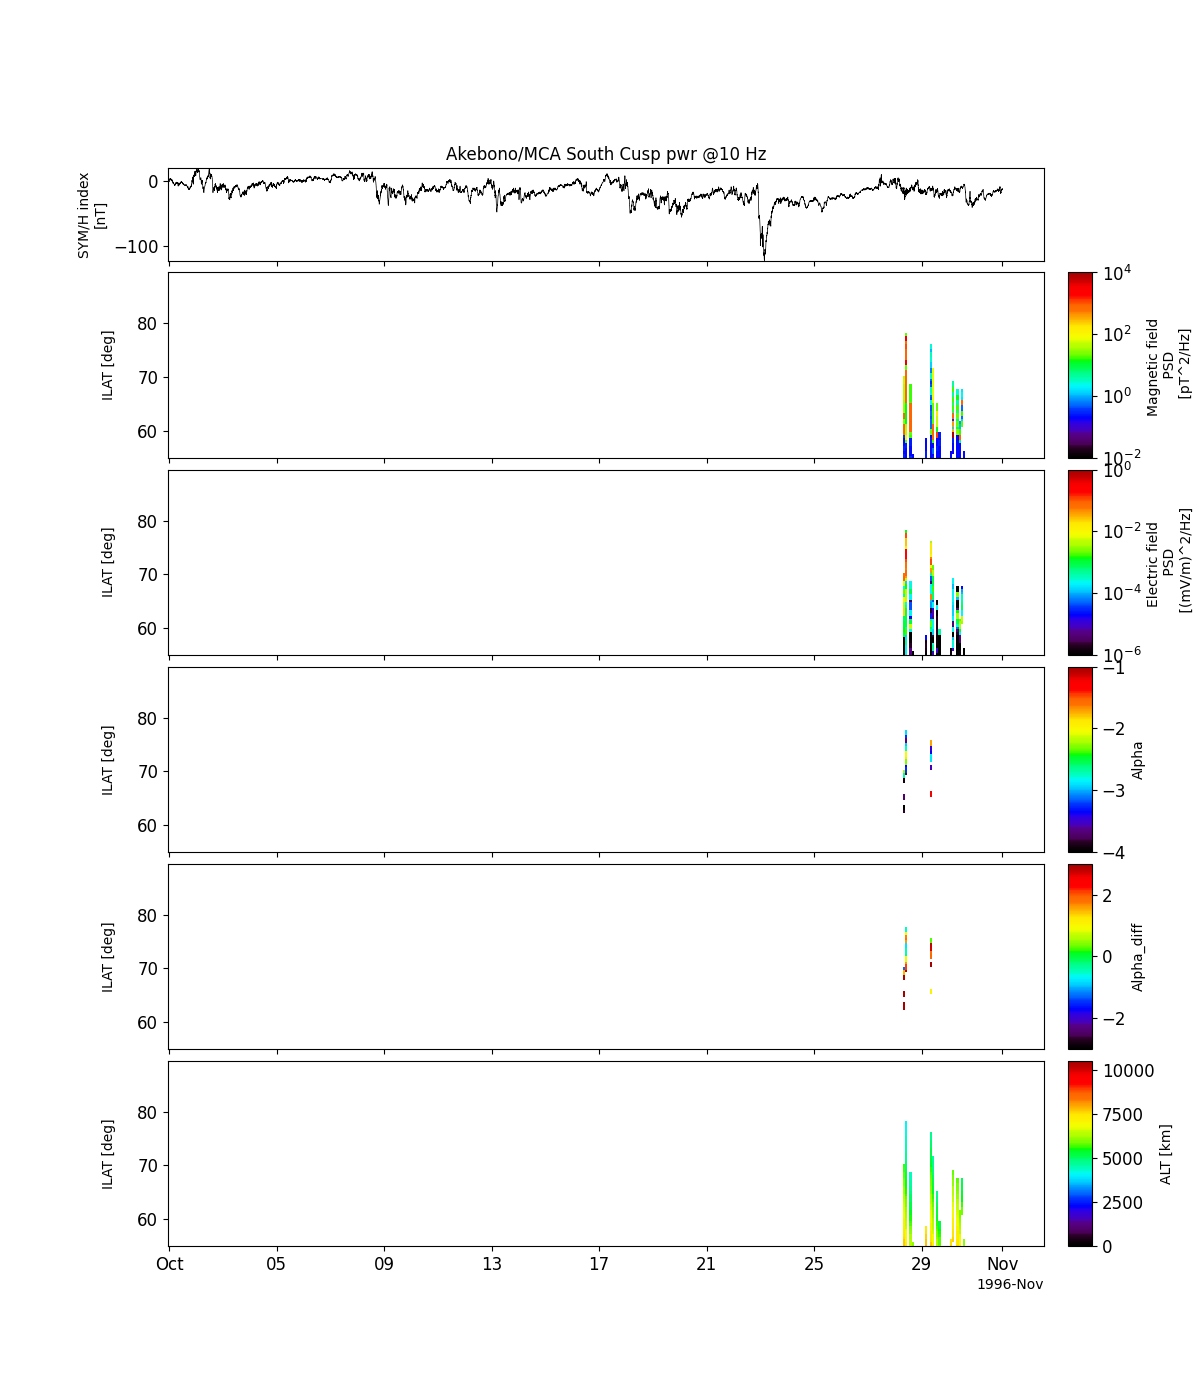 Akebono/MCA South Cusp pwr @10 Hz
SYM/H index
[nT]
0
−100
ILAT [deg]
80
70
60
10^4
10^2
10^0
10^−2
Magnetic field
PSD
[pT^2/Hz]
ILAT [deg]
80
70
60
10^0
10^−2
10^−4
10^−6
Electric field
PSD
[(mV/m)^2/Hz]
ILAT [deg]
80
70
60
−1
−2
−3
−4
Alpha
ILAT [deg]
80
70
60
2
0
−2
Alpha_diff
ILAT [deg]
80
70
60
10000
7500
5000
2500
0
ALT [km]
Oct 05 09 13 17 21 25 29 Nov
1996-Nov